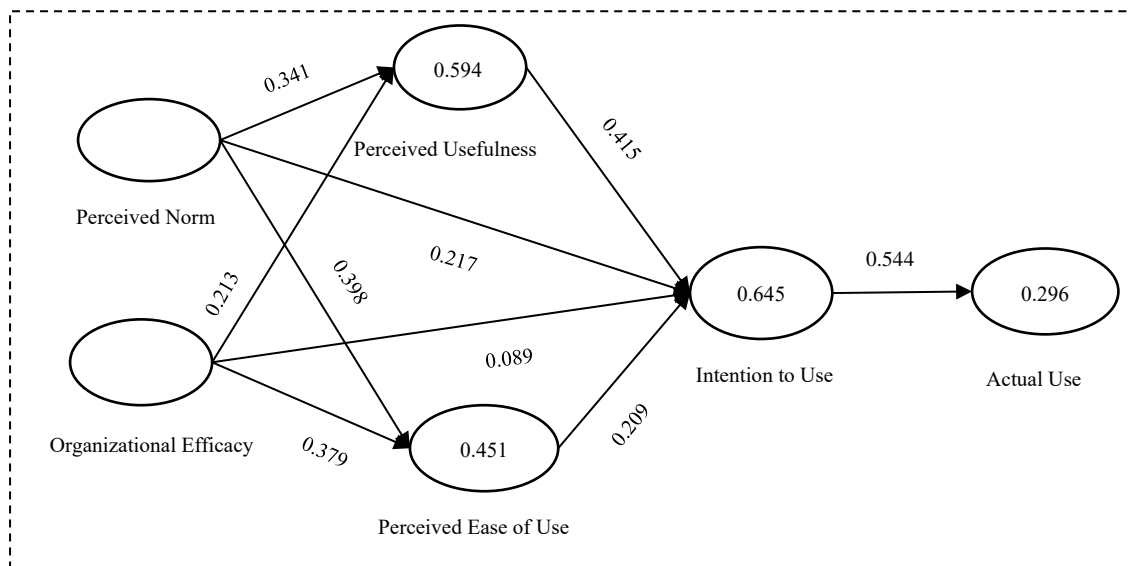 0.594
0.341
Perceived Usefulness
0.415
Perceived Norm
0.217
0.398
0.213
0.544
0.645
0.296
0.089
Intention to Use
Actual Use
0.209
Organizational Efficacy
0.379
0.451
Perceived Ease of Use